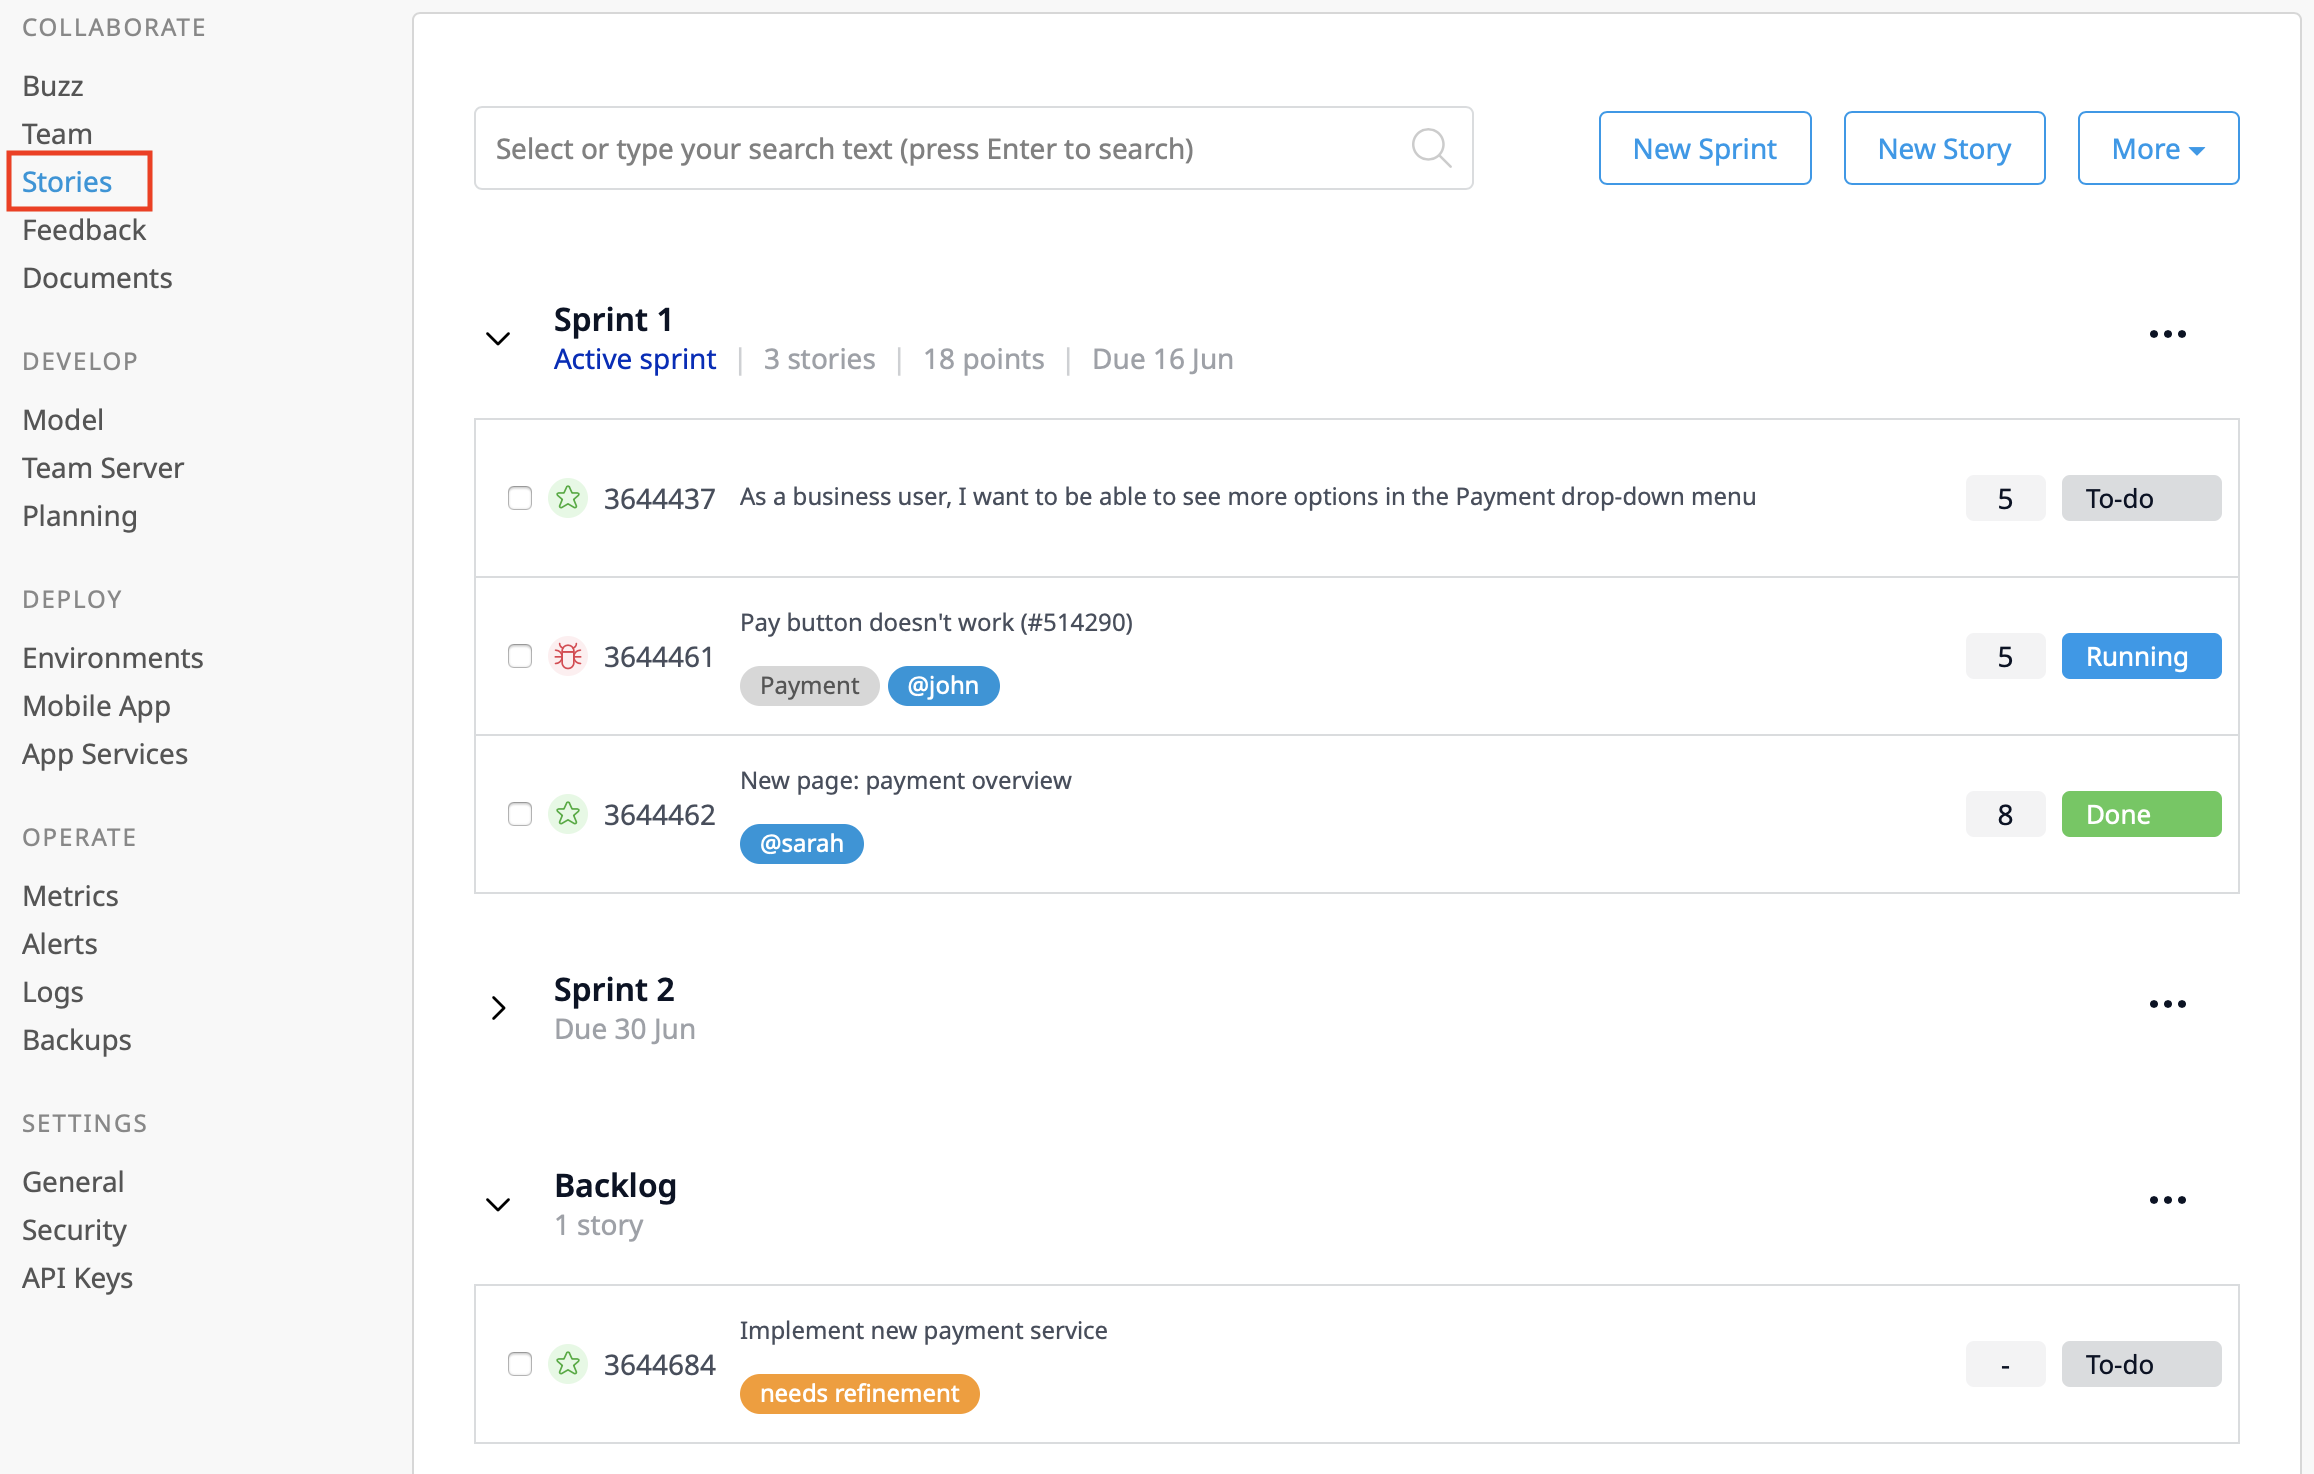 COLLABORATE
Buzz
Team
Stories
Feedback
Documents
DEVELOP
Model
Team Server
Planning
DEPLOY
Environments
Mobile App
App Services
OPERATE
Metrics
Alerts
Logs
Backups
SETTINGS
General
Security
API Keys
Select or type your search text (press Enter to search)
New Sprint
New Story
More
Sprint 1
Active sprint | 3 stories | 18 points | Due 16 Jun
3644437 As a business user, I want to be able to see more options in the Payment drop-down menu 5 To-do
Pay button doesn't work (#514290)
3644461 5 Running
Payment @john
New page: payment overview
3644462 8 Done
@sarah
Sprint 2
Due 30 Jun
Backlog
1 story
Implement new payment service
3644684 - To-do
needs refinement